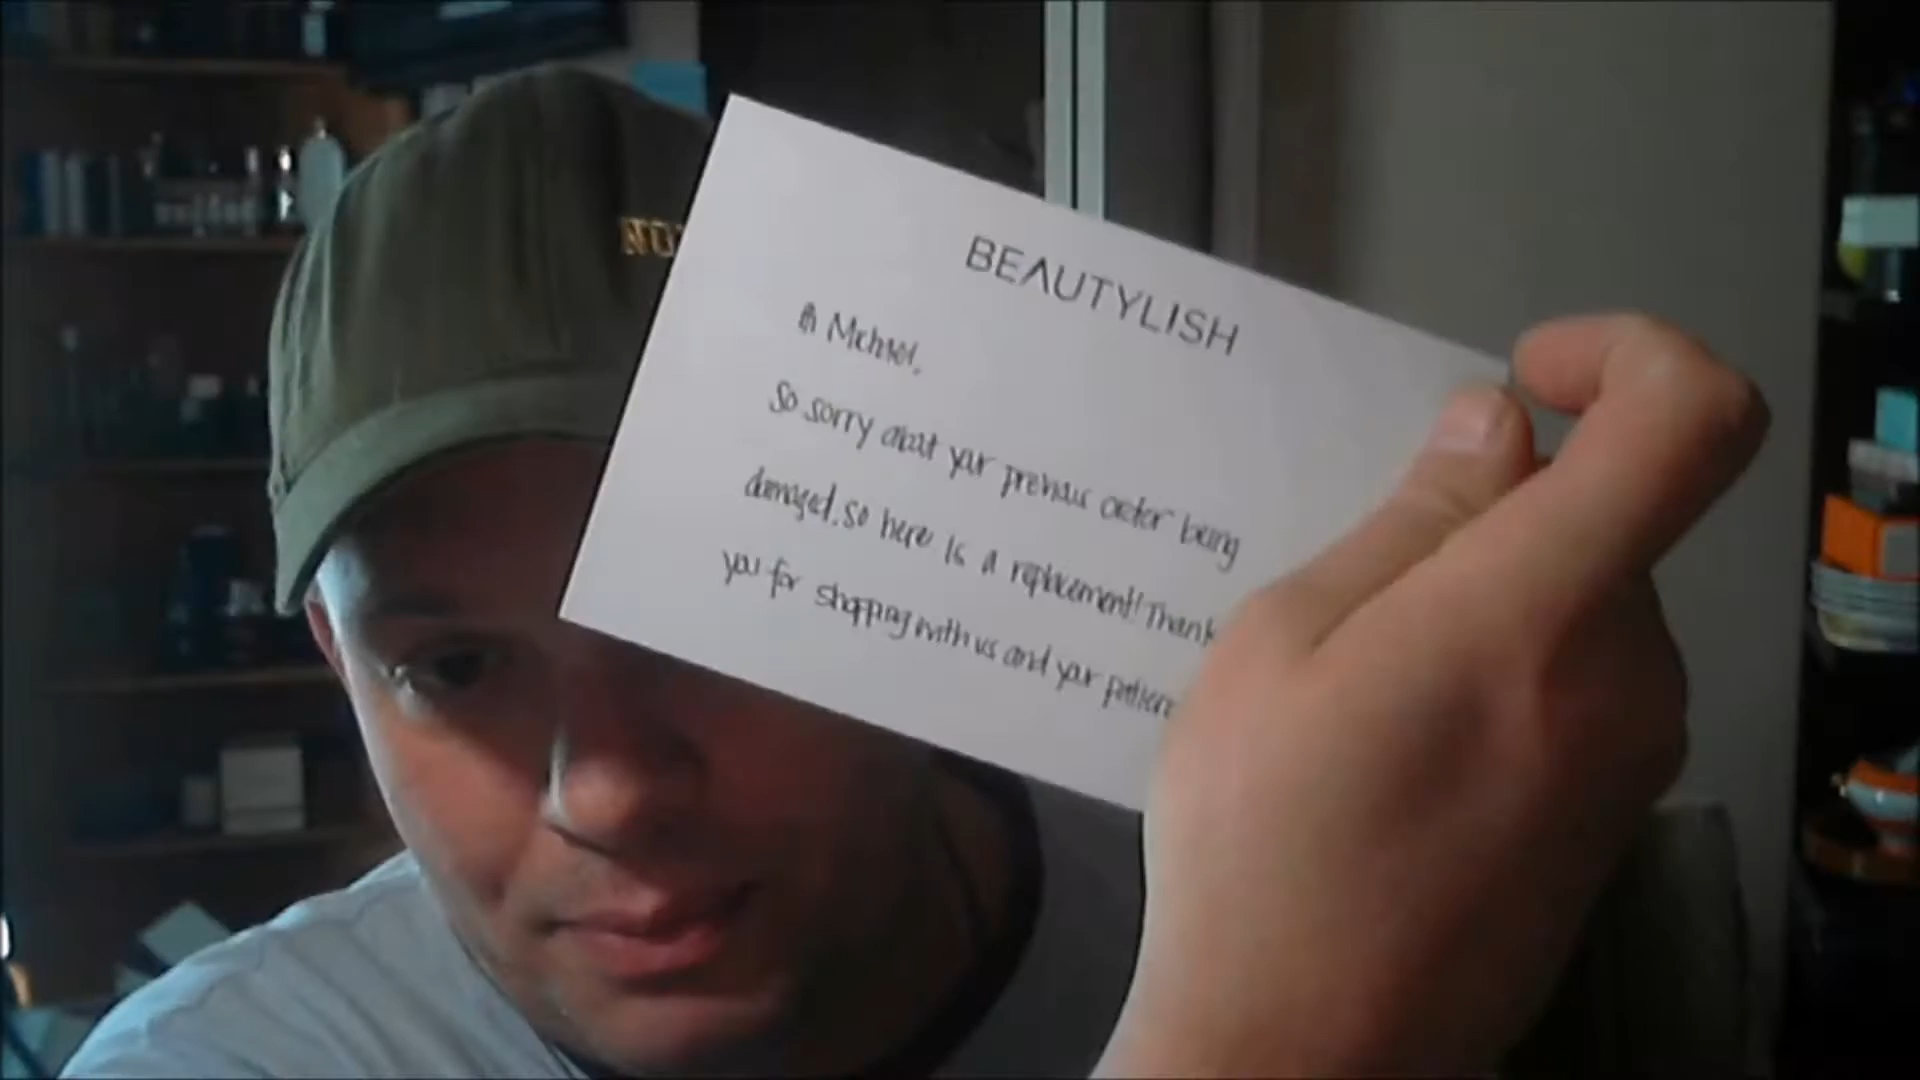 NO
BEAUTYLISH
Hi Michael,
So sorry about your previous order being
damaged, so here is a replacement! Thank
you for shopping with us and your patience